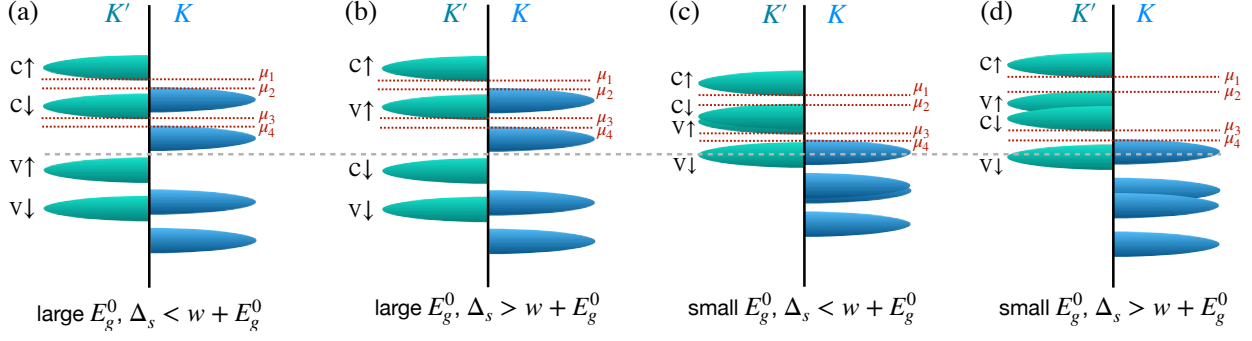 (a) K′ K
c↑
c↓
v↑
v↓
μ₁
μ₂
μ₃
μ₄
large E_g^0, Δ_s < w + E_g^0
(b) K′ K
c↑
v↑
c↓
v↓
μ₁
μ₂
μ₃
μ₄
large E_g^0, Δ_s > w + E_g^0
(c) K′ K
c↑
c↓
v↑
v↓
μ₁
μ₂
μ₃
μ₄
small E_g^0, Δ_s < w + E_g^0
(d) K′ K
c↑
v↑
c↓
v↓
μ₁
μ₂
μ₃
μ₄
small E_g^0, Δ_s > w + E_g^0